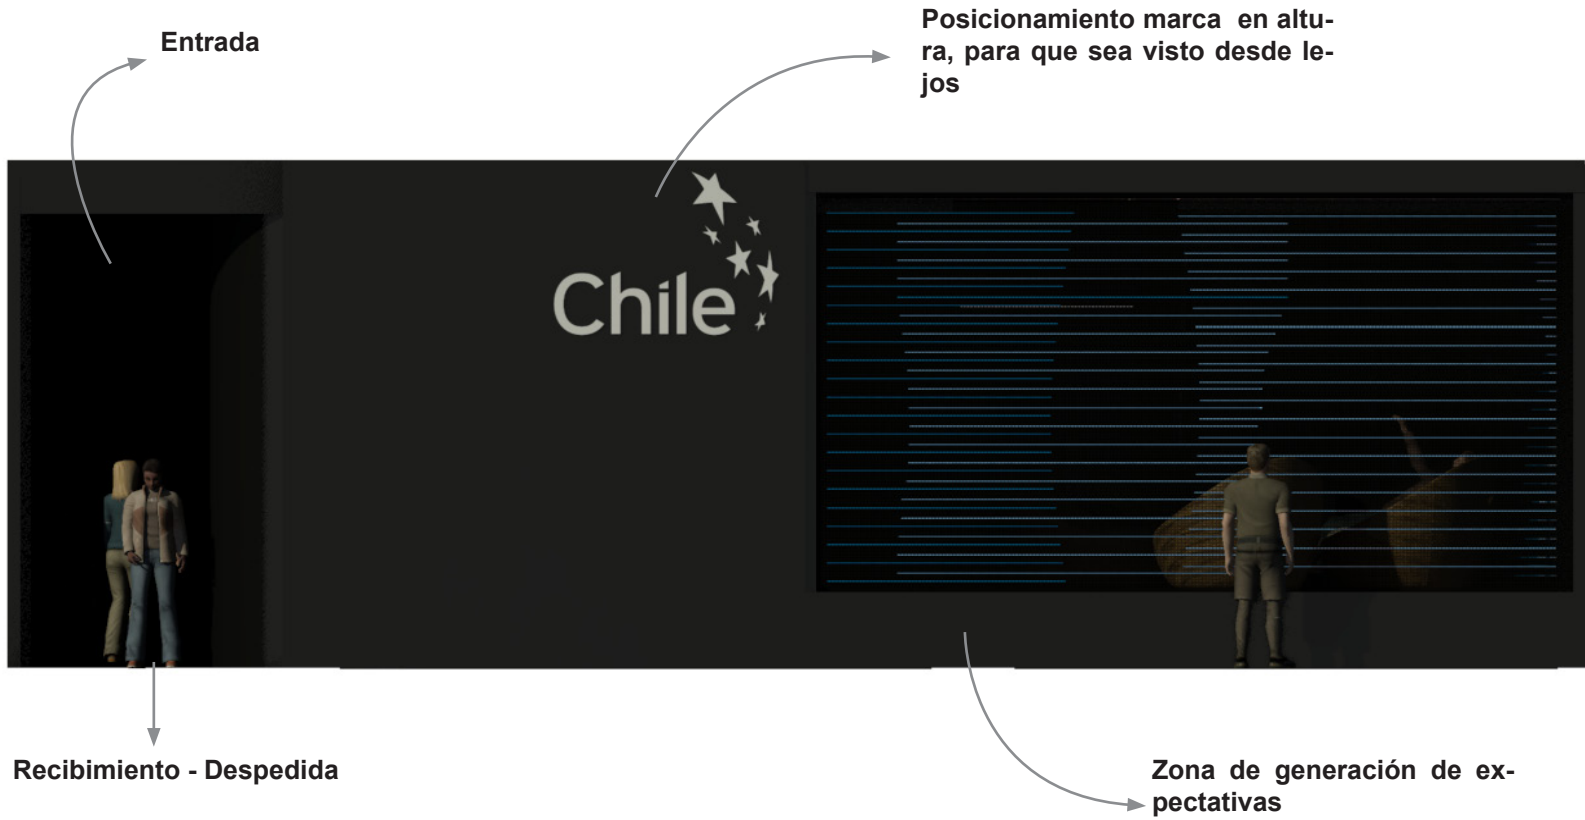 Entrada
Posicionamiento marca en altu-
ra, para que sea visto desde le-
jos
Chile
Recibimiento - Despedida
Zona de generación de ex-
pectativas